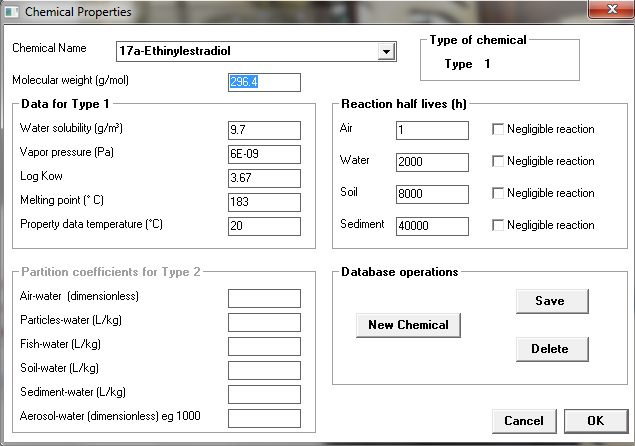 Chemical Properties
Chemical Name 17a-Ethinylestradiol
Type of chemical
Type 1
Molecular weight (g/mol) 296.4
Data for Type 1
Water solubility (g/m³) 9.7
Vapor pressure (Pa) 6E-09
Log Kow 3.67
Melting point (° C) 183
Property data temperature (°C) 20
Reaction half lives (h)
Air 1 Negligible reaction
Water 2000 Negligible reaction
Soil 8000 Negligible reaction
Sediment 40000 Negligible reaction
Partition coefficients for Type 2
Air-water (dimensionless)
Particles-water (L/kg)
Fish-water (L/kg)
Soil-water (L/kg)
Sediment-water (L/kg)
Aerosol-water (dimensionless) eg 1000
Database operations
Save
New Chemical
Delete
Cancel OK